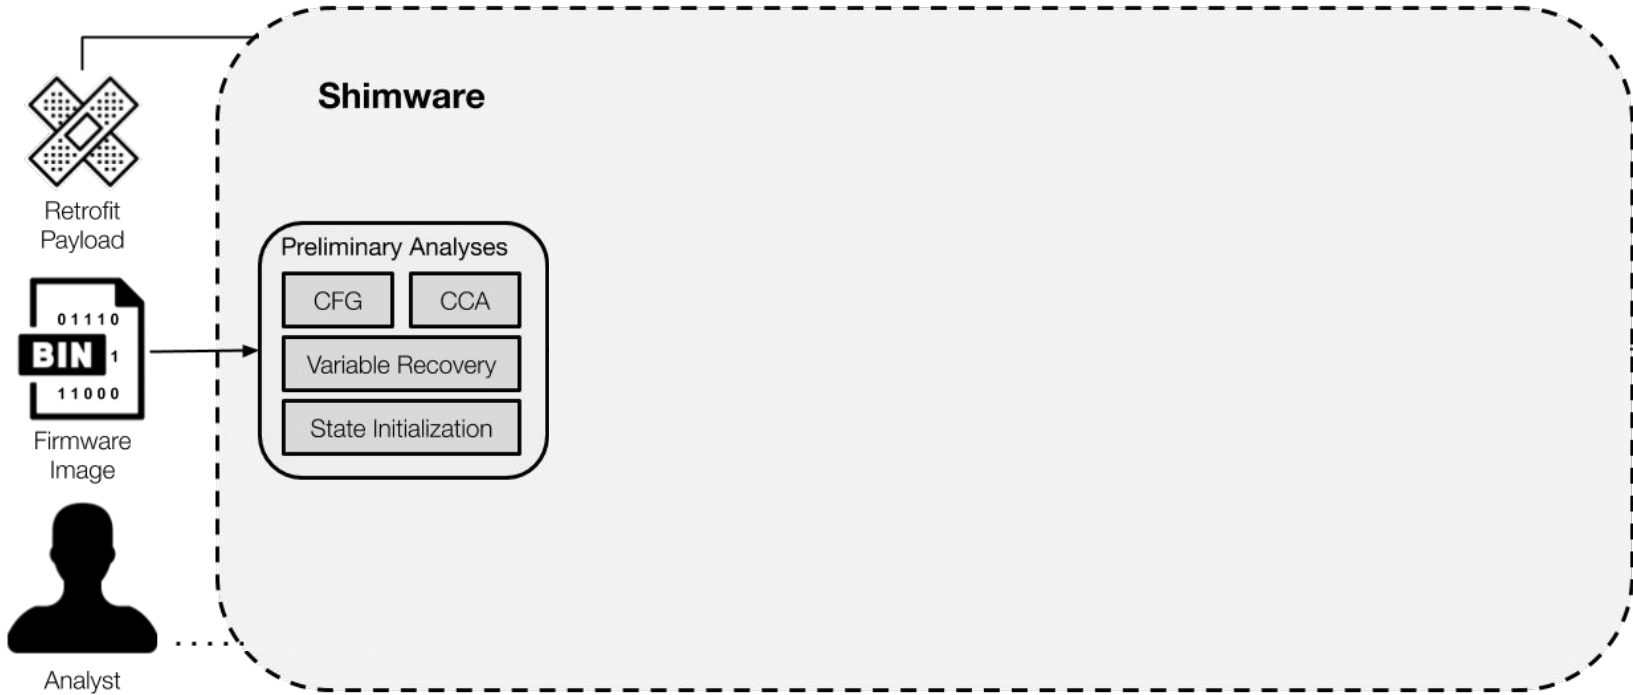 Shimware
Retrofit
Payload
Preliminary Analyses
CFG
CCA
Variable Recovery
State Initialization
01110
BIN 1
11000
Firmware
Image
Analyst